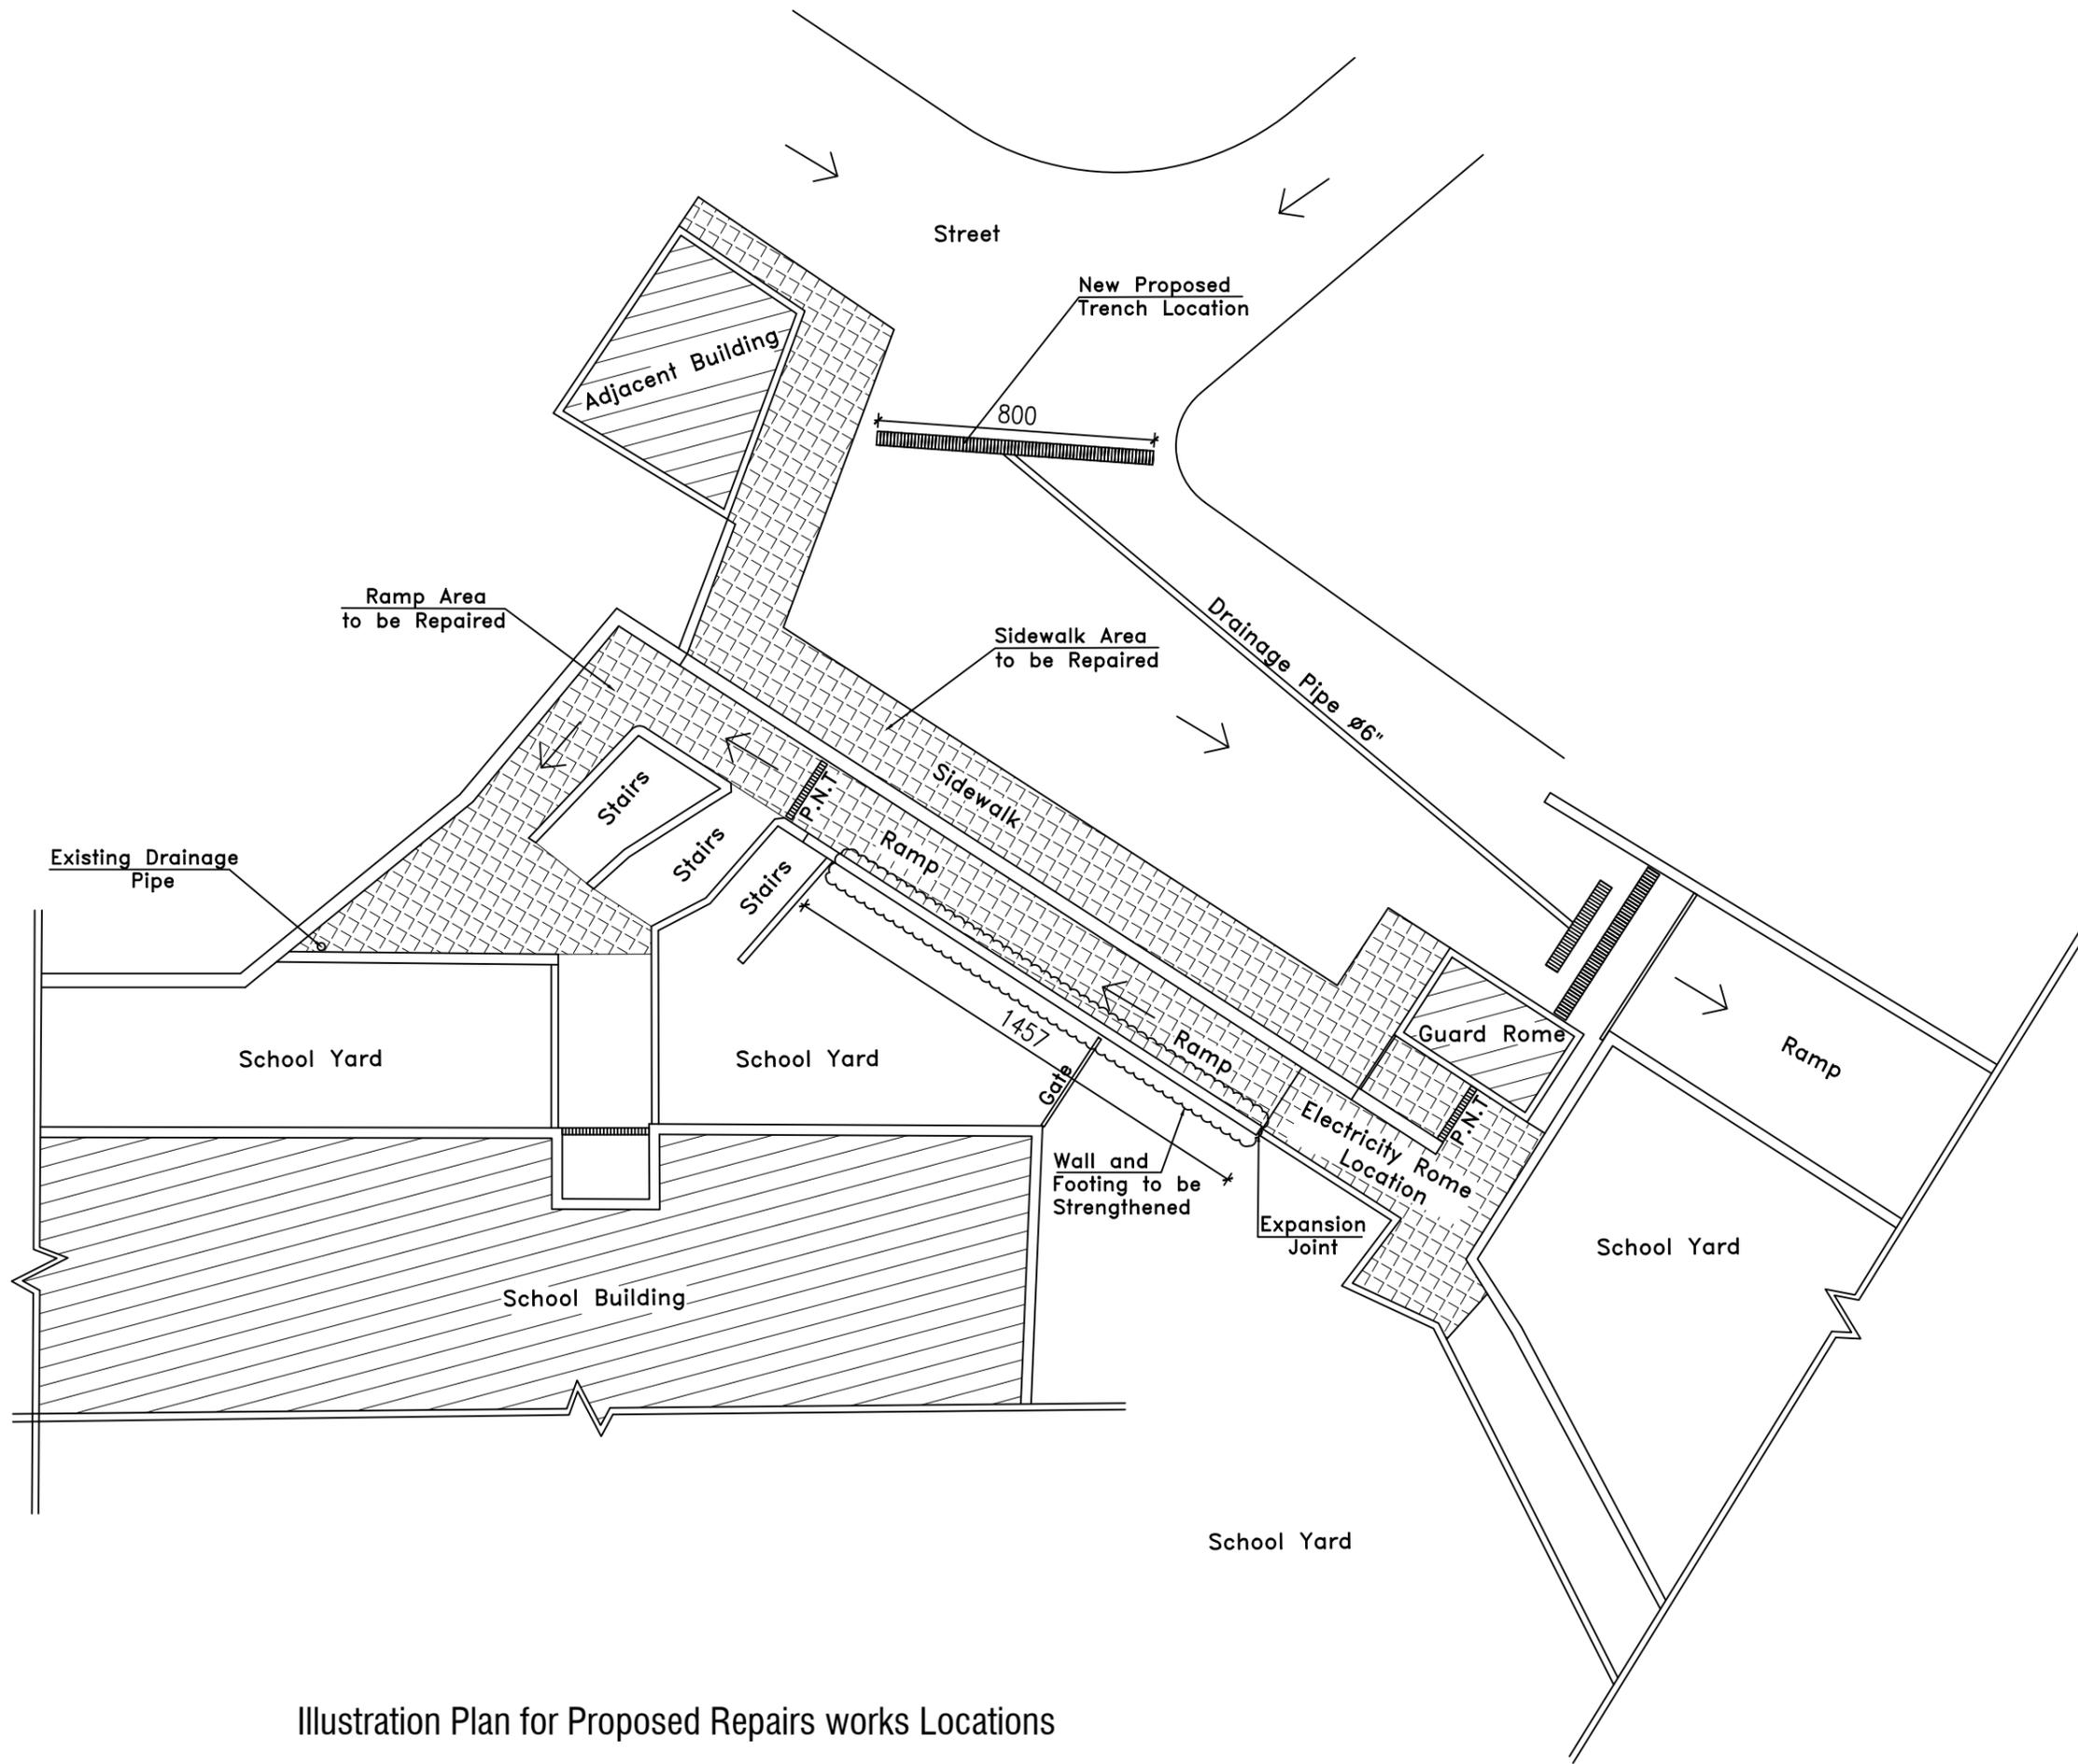 Street
New Proposed
Trench Location
Adjacent Building
800
Ramp Area
to be Repaired
Sidewalk Area
to be Repaired
Drainage Pipe ø6"
Stairs
P.N.T
Sidewalk
Stairs
Ramp
Existing Drainage
Pipe
Stairs
School Yard
School Yard
1457
Ramp
Gate
Guard Rome
Ramp
P.N.T
Electricity Rome
Location
Wall and
Footing to be
Strengthened
Expansion
Joint
School Yard
School Building
School Yard
Illustration Plan for Proposed Repairs works Locations